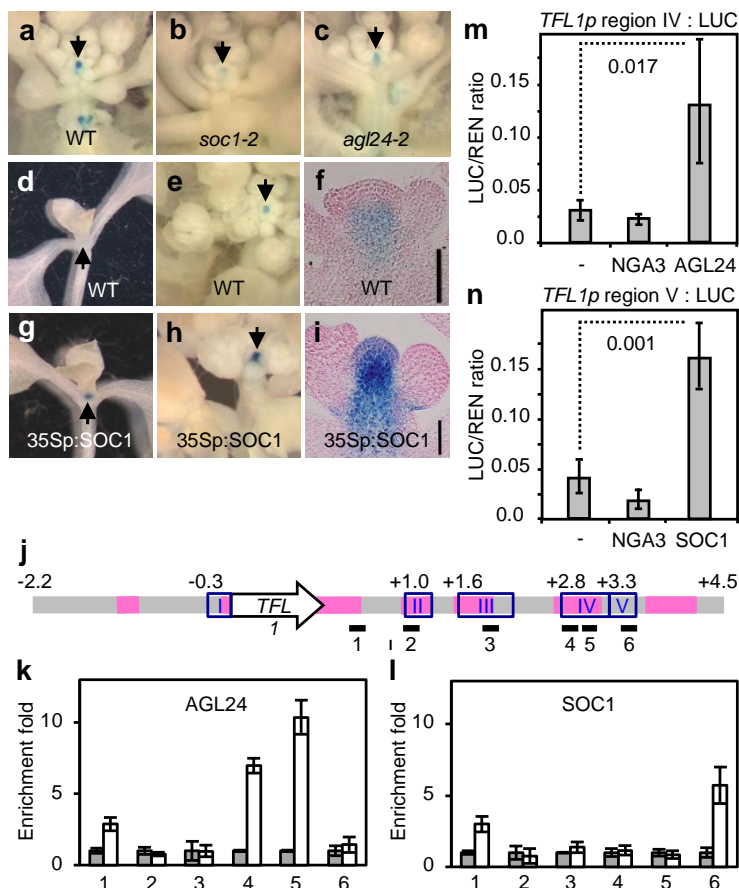 a
WT
b
soc1-2
c
agl24-2
d
WT
e
WT
f
WT
g
35Sp:SOC1
h
35Sp:SOC1
i
35Sp:SOC1
m
TFL1p region IV : LUC
LUC/REN ratio
0.15
0.10
0.05
0.0
0.017
- NGA3 AGL24
n
TFL1p region V : LUC
LUC/REN ratio
0.15
0.10
0.05
0.0
0.001
- NGA3 SOC1
j
-2.2 -0.3 +1.0 +1.6 +2.8 +3.3 +4.5
I TFL II III IV V
1
1 2 3 4 5 6
k
AGL24
Enrichment fold
10
5
0
1 2 3 4 5 6
l
SOC1
Enrichment fold
10
5
0
1 2 3 4 5 6